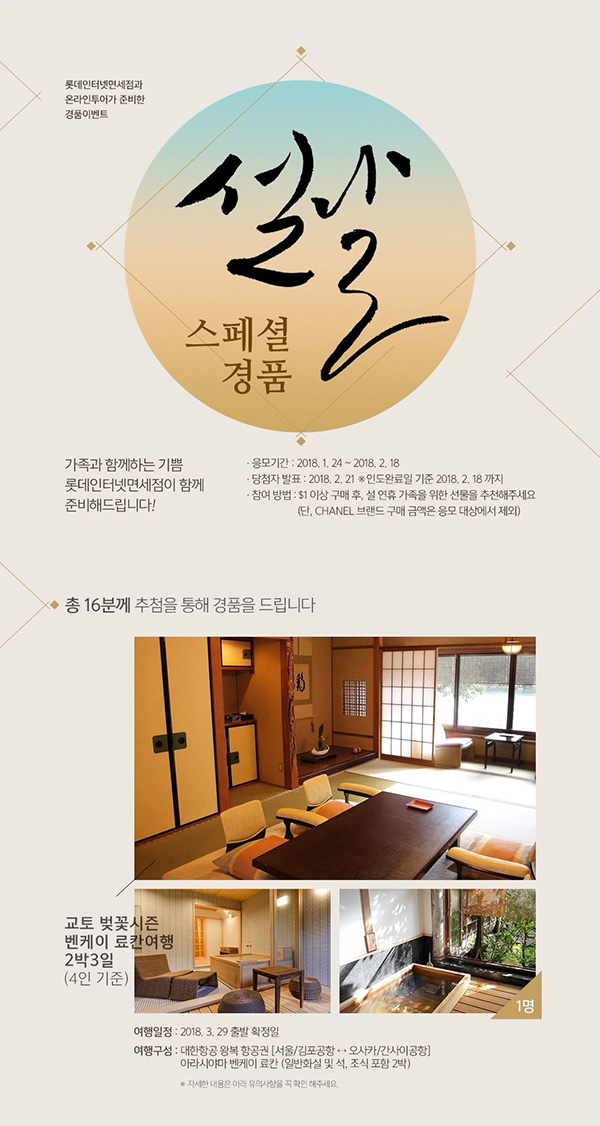 롯데인터넷면세점과
온라인투어가 준비한
경품이벤트
설날
스페셜
경품
가족과 함께하는 기쁨
롯데인터넷면세점이 함께
준비해드립니다!
· 응모기간 : 2018. 1. 24 ~ 2018. 2. 18
· 당첨자 발표 : 2018. 2. 21 ※인도완료일 기준 2018. 2. 18 까지
· 참여 방법 : $1 이상 구매 후, 설 연휴 가족을 위한 선물을 추천해주세요
(단, CHANEL 브랜드 구매 금액은 응모 대상에서 제외)
총 16분께 추첨을 통해 경품을 드립니다
교토 벚꽃시즌
벤케이 료칸여행
2박3일
(4인 기준)
1명
여행일정 : 2018. 3. 29 출발 확정일
여행구성 : 대한항공 왕복 항공권 [서울/김포공항 ↔ 오사카/간사이공항]
아라시야마 벤케이 료칸 (일반화실 및 석, 조식 포함 2박)
※ 자세한 내용은 아래 유의사항을 꼭 확인 해주세요.